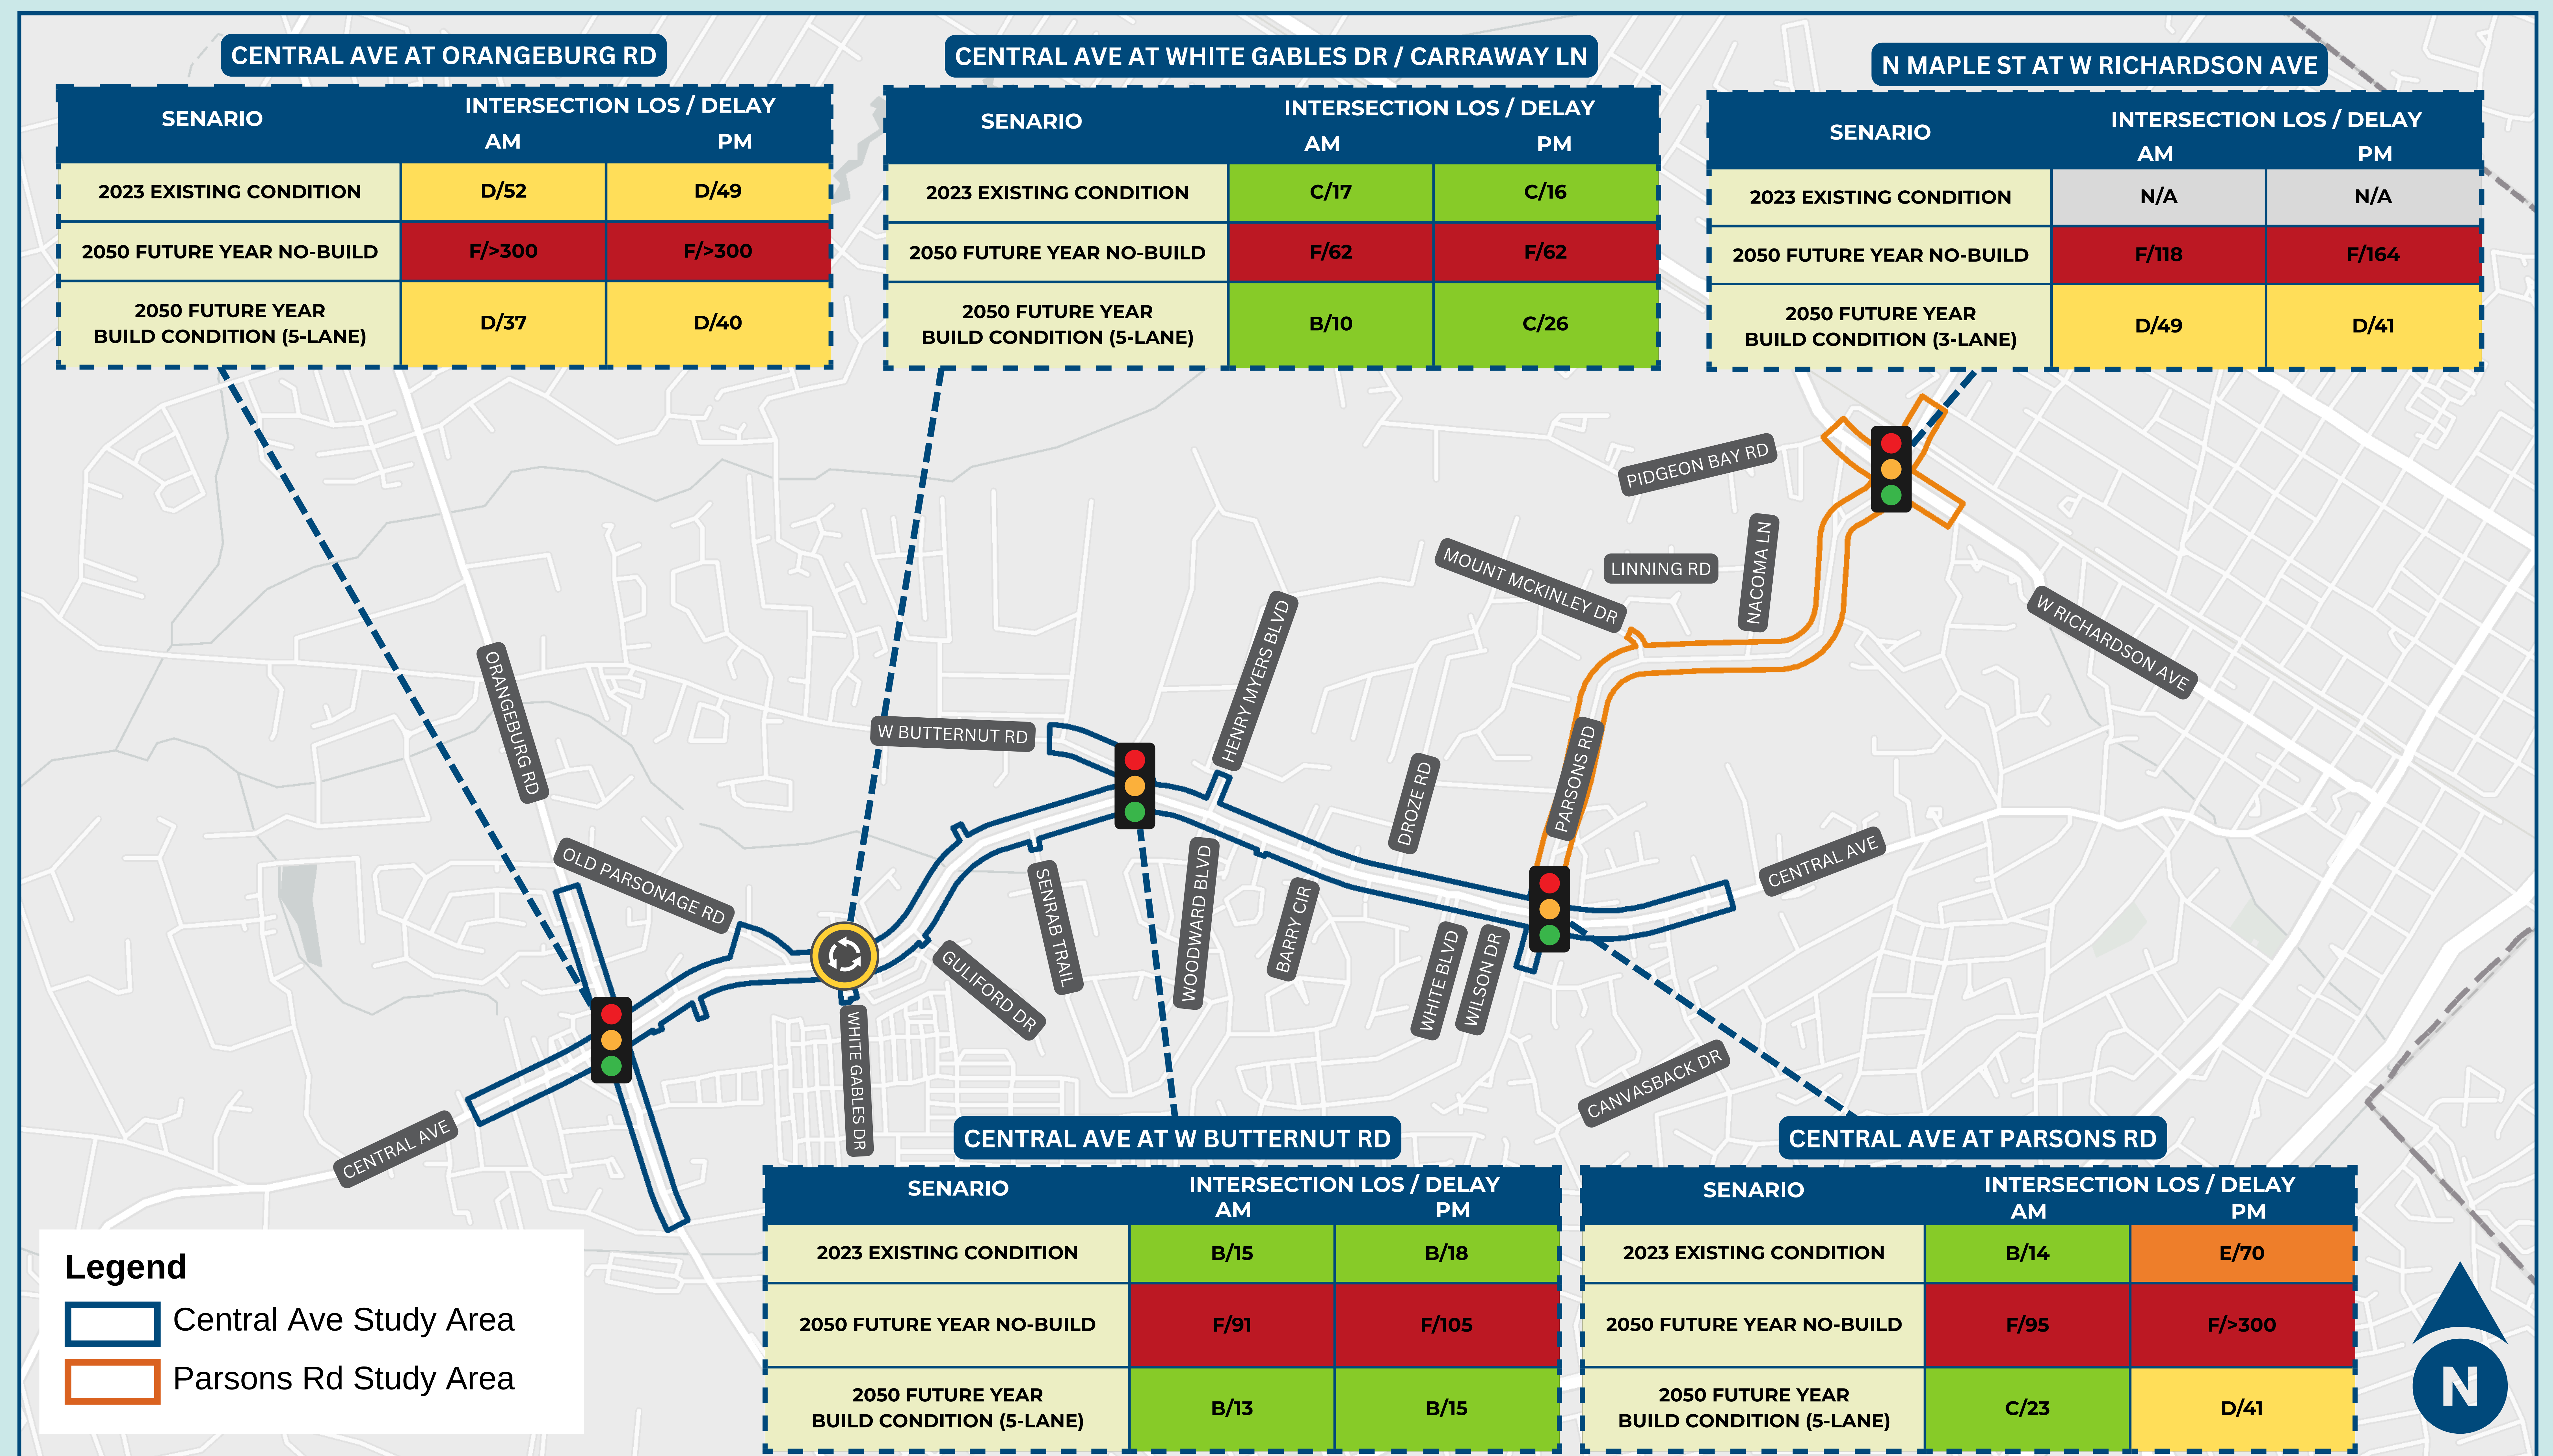 CENTRAL AVE AT ORANGEBURG RD
SENARIO
INTERSECTION LOS / DELAY
AM PM
2023 EXISTING CONDITION D/52 D/49
2050 FUTURE YEAR NO-BUILD F/>300 F/>300
2050 FUTURE YEAR
BUILD CONDITION (5-LANE) D/37 D/40
CENTRAL AVE AT WHITE GABLES DR / CARRAWAY LN
SENARIO
INTERSECTION LOS / DELAY
AM PM
2023 EXISTING CONDITION C/17 C/16
2050 FUTURE YEAR NO-BUILD F/62 F/62
2050 FUTURE YEAR
BUILD CONDITION (5-LANE) B/10 C/26
N MAPLE ST AT W RICHARDSON AVE
SENARIO
INTERSECTION LOS / DELAY
AM PM
2023 EXISTING CONDITION N/A N/A
2050 FUTURE YEAR NO-BUILD F/118 F/164
2050 FUTURE YEAR
BUILD CONDITION (3-LANE) D/49 D/41
PIDGEON BAY RD
MOUNT MCKINLEY DR
LINNING RD
NACOMA LN
W RICHARDSON AVE
ORANGEBURG RD
W BUTTERNUT RD
HENRY MYERS BLVD
DROZE RD
PARSONS RD
OLD PARSONAGE RD
SENRAB TRAIL
WOODWARD BLVD
BARRY CIR
CENTRAL AVE
GULIFORD DR
WHITE BLVD
WILSON DR
WHITE GABLES DR
CANVASBACK DR
CENTRAL AVE
CENTRAL AVE AT W BUTTERNUT RD
SENARIO
INTERSECTION LOS / DELAY
AM PM
2023 EXISTING CONDITION B/15 B/18
2050 FUTURE YEAR NO-BUILD F/91 F/105
2050 FUTURE YEAR
BUILD CONDITION (5-LANE) B/13 B/15
CENTRAL AVE AT PARSONS RD
SENARIO
INTERSECTION LOS / DELAY
AM PM
2023 EXISTING CONDITION B/14 E/70
2050 FUTURE YEAR NO-BUILD F/95 F/>300
2050 FUTURE YEAR
BUILD CONDITION (5-LANE) C/23 D/41
Legend
Central Ave Study Area
Parsons Rd Study Area
N